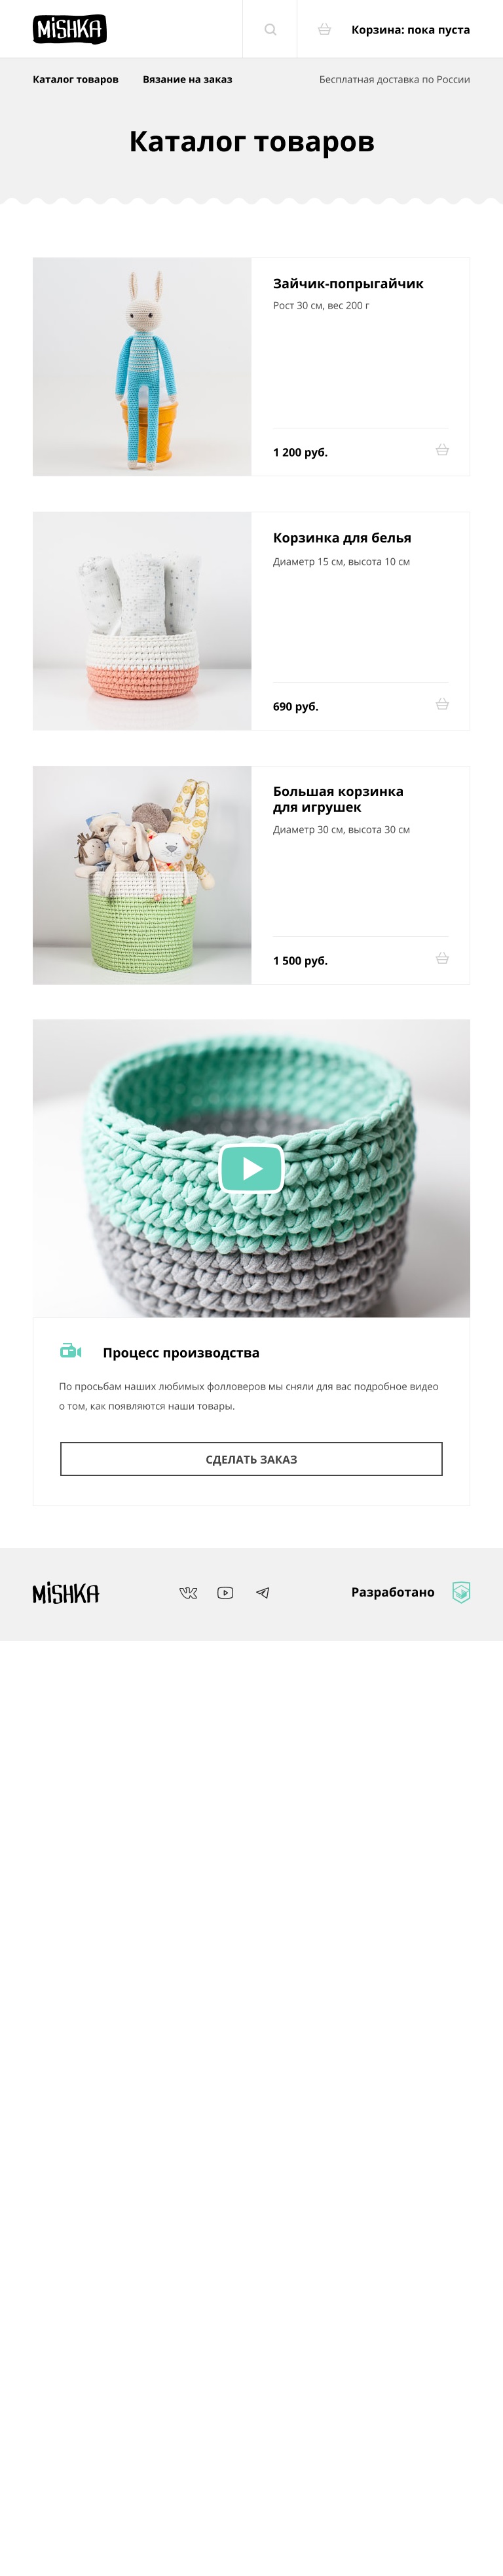 MiSHKA
Корзина: пока пуста
Каталог товаров
Вязание на заказ
Бесплатная доставка по России
Каталог товаров
Зайчик-попрыгайчик
Рост 30 см, вес 200 г
1 200 руб.
Корзинка для белья
Диаметр 15 см, высота 10 см
690 руб.
Большая корзинка
для игрушек
Диаметр 30 см, высота 30 см
1 500 руб.
Процесс производства
По просьбам наших любимых фолловеров мы сняли для вас подробное видео
о том, как появляются наши товары.
СДЕЛАТЬ ЗАКАЗ
MiSHKA
Разработано